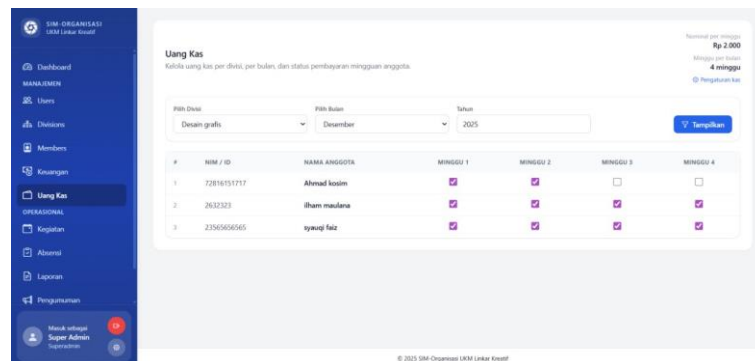 SIM-ORGANISASI
UKM Linkar Kreatif
Dashboard
MANAJEMEN
Users
Divisions
Members
Keuangan
Uang Kas
OPERASIONAL
Kegiatan
Absensi
Laporan
Pengumuman
Masuk sebagai
Super Admin
Superadmin
Uang Kas
Kelola uang kas per divisi, per bulan, dan status pembayaran mingguan anggota.
Nominal per minggu
Rp 2.000
Minggu per bulan
4 minggu
Pengaturan kas
Pilih Divisi Pilih Bulan Tahun
Desain grafis Desember 2025 Tampilkan
# NIM / ID NAMA ANGGOTA MINGGU 1 MINGGU 2 MINGGU 3 MINGGU 4
1 72816151717 Ahmad kosim
2 2632323 ilham maulana
3 23565656565 syauqi faiz
© 2025 SIM-Organisasi UKM Linkar Kreatif